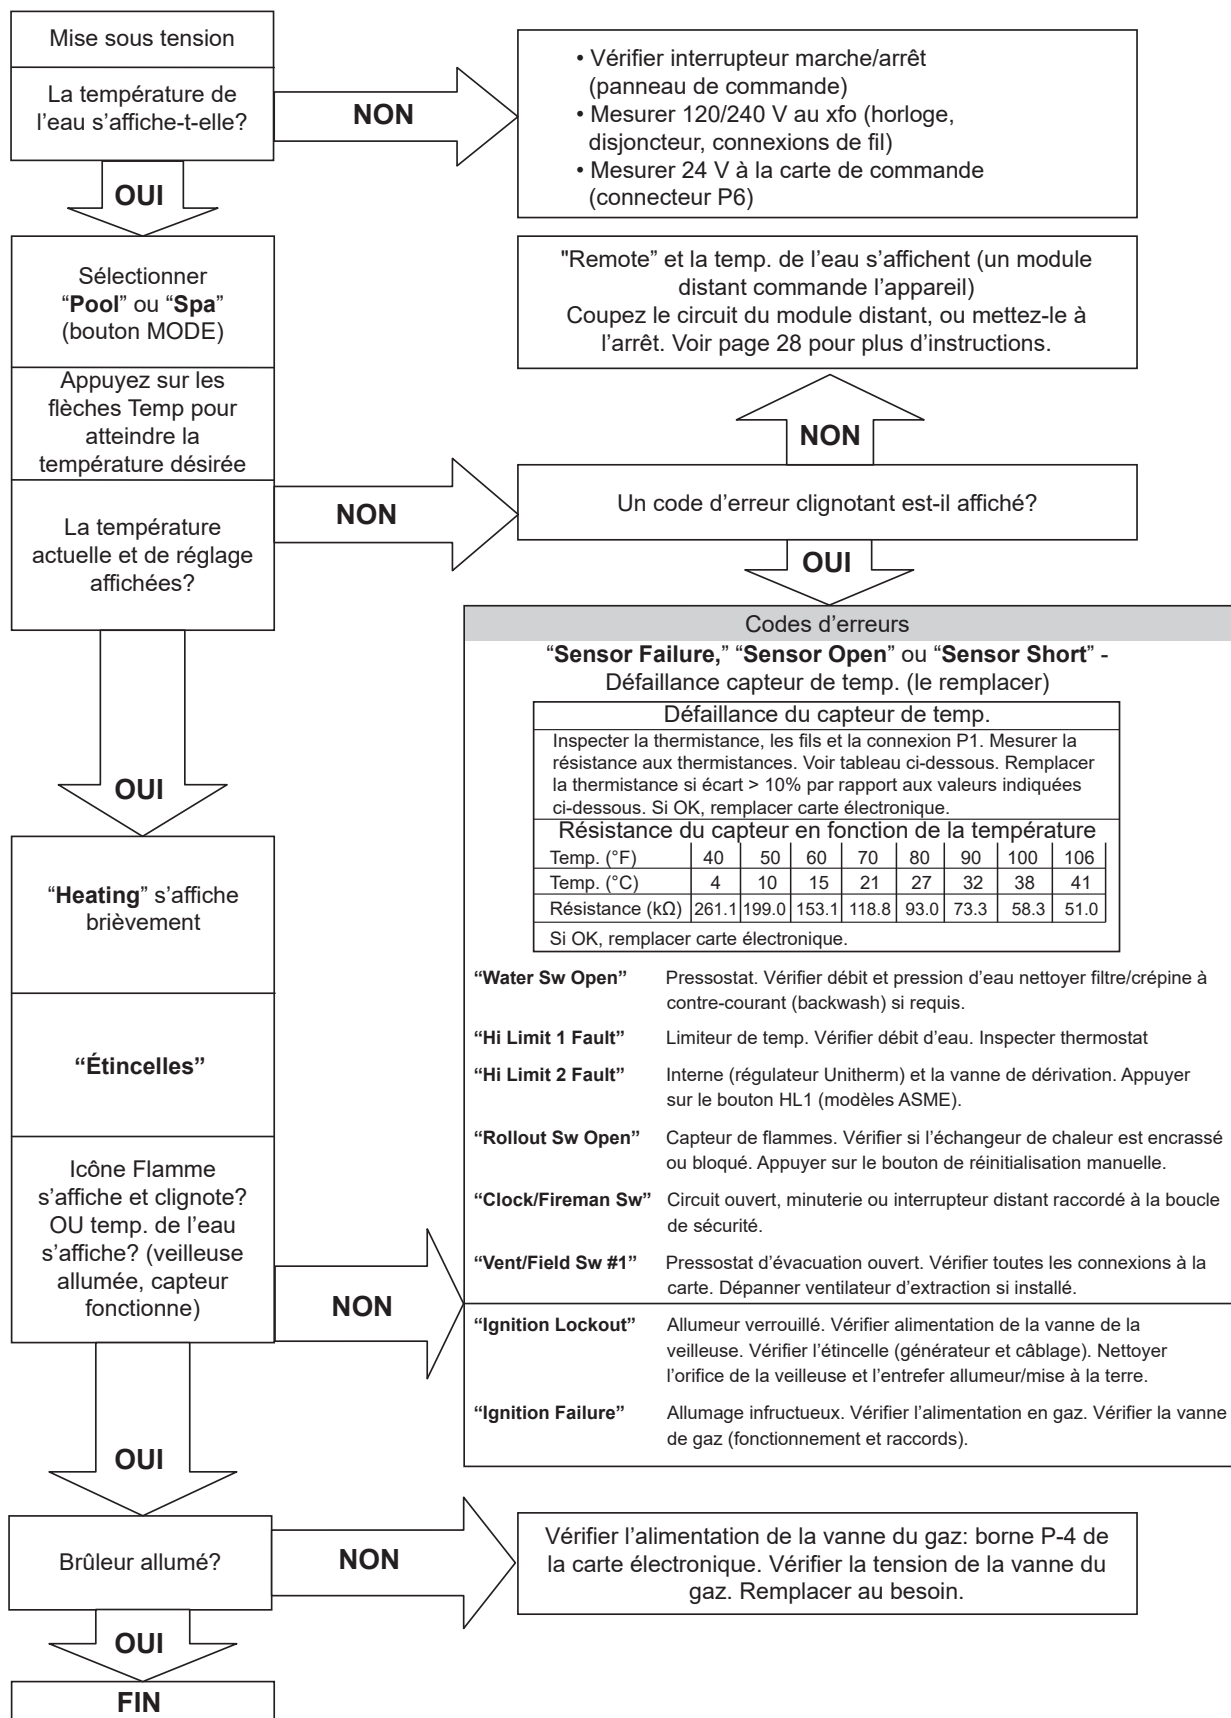 Mise sous tension
La température de
l'eau s'affiche-t-elle?
NON
• Vérifier interrupteur marche/arrêt
(panneau de commande)
• Mesurer 120/240 V au xfo (horloge,
disjoncteur, connexions de fil)
• Mesurer 24 V à la carte de commande
(connecteur P6)
OUI
Sélectionner
“Pool” ou “Spa”
(bouton MODE)
Appuyez sur les
flèches Temp pour
atteindre la
température désirée
La température
actuelle et de réglage
affichées?
NON
Un code d’erreur clignotant est-il affiché?
NON
"Remote” et la temp. de l’eau s’affichent (un module
distant commande l’appareil)
Coupez le circuit du module distant, ou mettez-le à
l’arrêt. Voir page 28 pour plus d’instructions.
OUI
Codes d’erreurs
“Sensor Failure,” “Sensor Open” ou “Sensor Short” -
Défaillance capteur de temp. (le remplacer)
Défaillance du capteur de temp.
Inspecter la thermistance, les fils et la connexion P1. Mesurer la
résistance aux thermistances. Voir tableau ci-dessous. Remplacer
la thermistance si écart > 10% par rapport aux valeurs indiquées
ci-dessous. Si OK, remplacer carte électronique.
Résistance du capteur en fonction de la température
Temp. (°F) 40 50 60 70 80 90 100 106
Temp. (°C) 4 10 15 21 27 32 38 41
Résistance (kΩ) 261.1 199.0 153.1 118.8 93.0 73.3 58.3 51.0
Si OK, remplacer carte électronique.
“Water Sw Open” Pressostat. Vérifier débit et pression d’eau nettoyer filtre/crépine à
contre-courant (backwash) si requis.
“Hi Limit 1 Fault” Limiteur de temp. Vérifier débit d’eau. Inspecter thermostat
“Hi Limit 2 Fault” Interne (régulateur Unitherm) et la vanne de dérivation. Appuyer
sur le bouton HL1 (modèles ASME).
“Rollout Sw Open” Capteur de flammes. Vérifier si l’échangeur de chaleur est encrassé
ou bloqué. Appuyer sur le bouton de réinitialisation manuelle.
“Clock/Fireman Sw” Circuit ouvert, minuterie ou interrupteur distant raccordé à la boucle
de sécurité.
“Vent/Field Sw #1” Pressostat d’évacuation ouvert. Vérifier toutes les connexions à la
carte. Dépanner ventilateur d’extraction si installé.
“Ignition Lockout” Allumeur verrouillé. Vérifier alimentation de la vanne de la
veilleuse. Vérifier l’étincelle (générateur et câblage). Nettoyer
l’orifice de la veilleuse et l’entrefer allumeur/mise à la terre.
“Ignition Failure” Allumage infructueux. Vérifier l’alimentation en gaz. Vérifier la vanne
de gaz (fonctionnement et raccords).
OUI
“Heating” s’affiche
brièvement
“Étincelles”
Icône Flamme
s’affiche et clignote?
OU temp. de l’eau
s’affiche? (veilleuse
allumée, capteur
fonctionne)
NON
OUI
Brûleur allumé?
NON
Vérifier l’alimentation de la vanne du gaz: borne P-4 de
la carte électronique. Vérifier la tension de la vanne du
gaz. Remplacer au besoin.
OUI
FIN